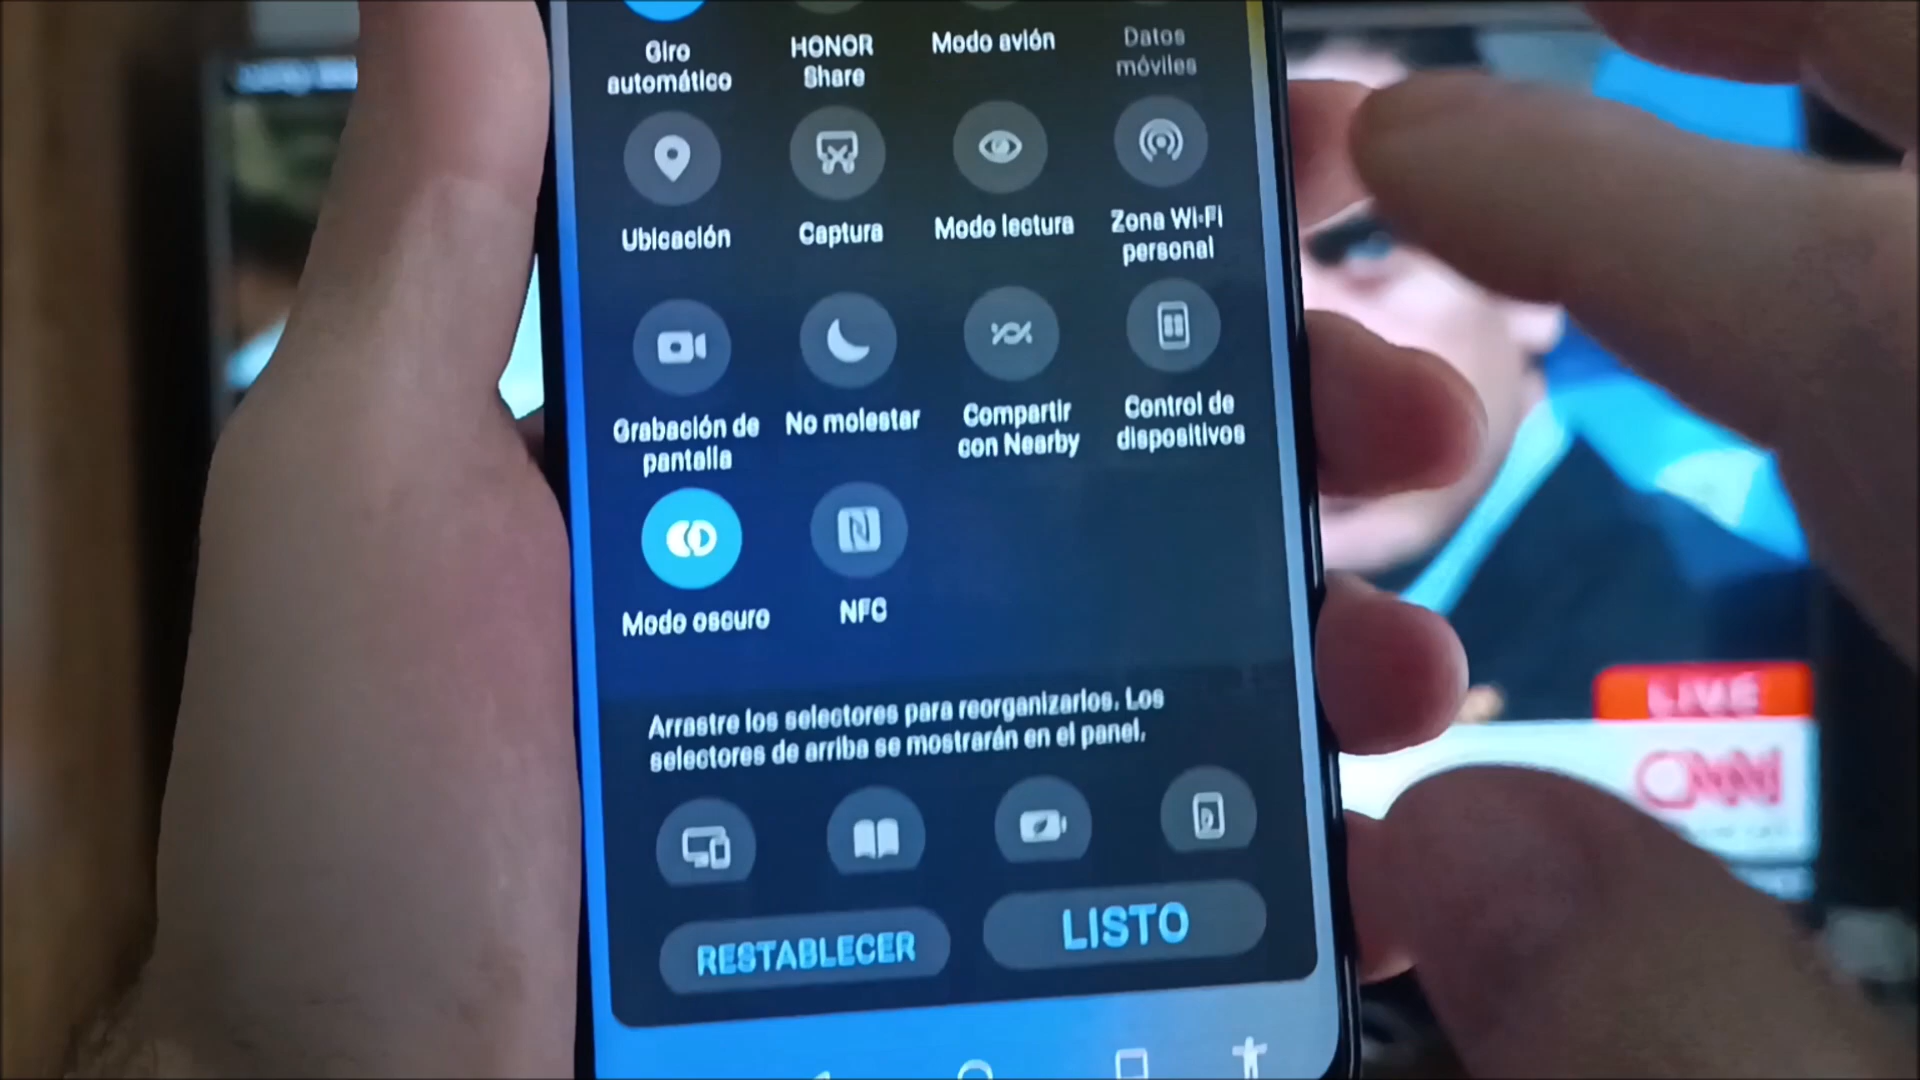 Giro
automático
HONOR
Share
Modo avión
Datos
móviles
Ubicación
Captura
Modo lectura
Zona Wi-Fi
personal
Grabación de
pantalla
No molestar
Compartir
con Nearby
Control de
dispositivos
Modo oscuro
NFC
Arrastre los selectores para reorganizarlos. Los
selectores de arriba se mostrarán en el panel.
RESTABLECER
LISTO
LIVE
CNN